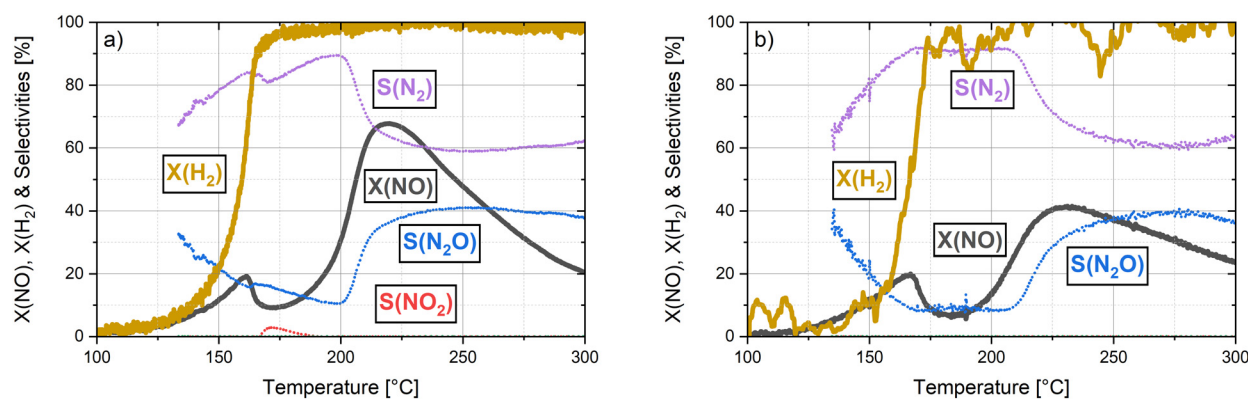 a)
X(NO), X(H₂) & Selectivities [%]
100
80
60
40
20
0
S(N₂)
X(H₂)
X(NO)
S(N₂O)
S(NO₂)
100 150 200 250 300
Temperature [°C]
b)
X(NO), X(H₂) & Selectivities [%]
100
80
60
40
20
0
S(N₂)
X(H₂)
X(NO)
S(N₂O)
100 150 200 250 300
Temperature [°C]